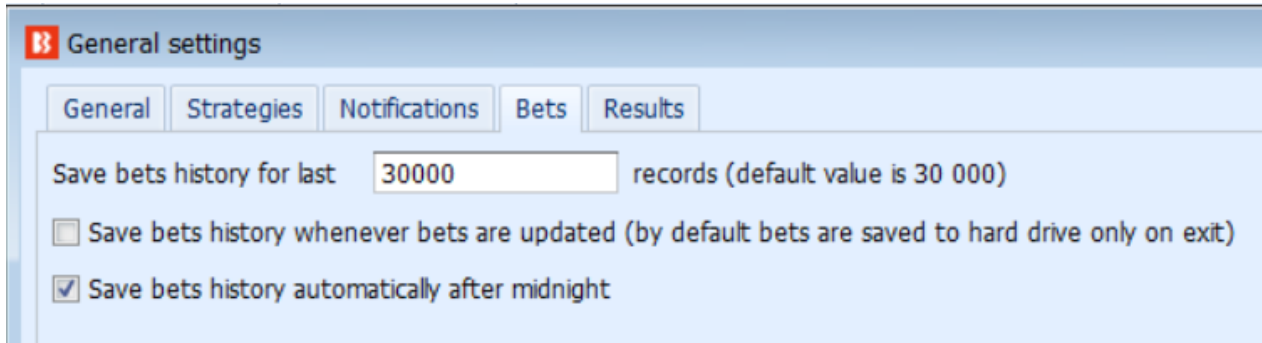 General settings
General Strategies Notifications Bets Results
Save bets history for last 30000 records (default value is 30 000)
Save bets history whenever bets are updated (by default bets are saved to hard drive only on exit)
Save bets history automatically after midnight